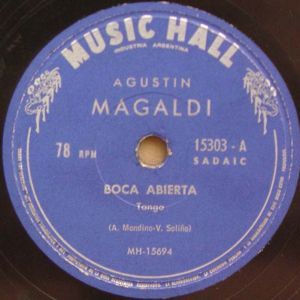 MUSIC HALL
INDUSTRIA ARGENTINA
AGUSTIN
MAGALDI
78 RPM
15303 - A
SADAIC
BOCA ABIERTA
Tango
(A. Mondino-V. Soliño)
MH-15694